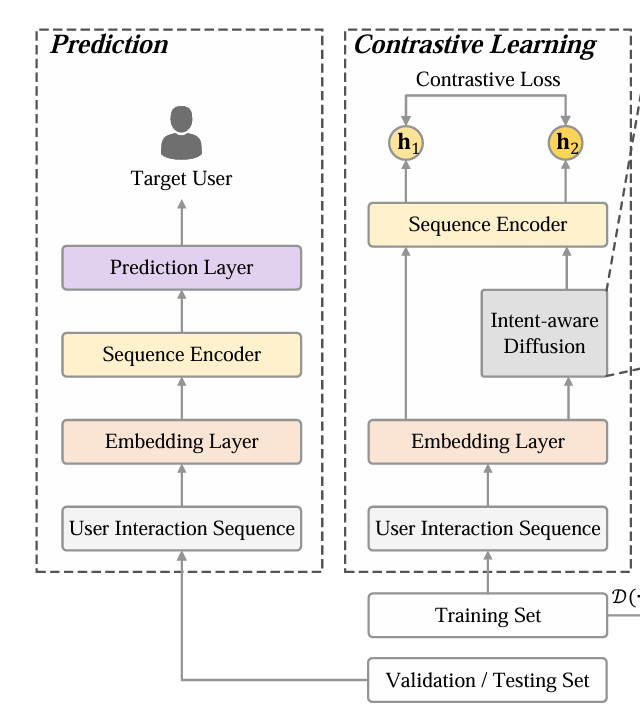 Prediction
Target User
Prediction Layer
Sequence Encoder
Embedding Layer
User Interaction Sequence
Contrastive Learning
Contrastive Loss
h1
h2
Sequence Encoder
Intent-aware
Diffusion
Embedding Layer
User Interaction Sequence
Training Set
𝒟(
Validation / Testing Set